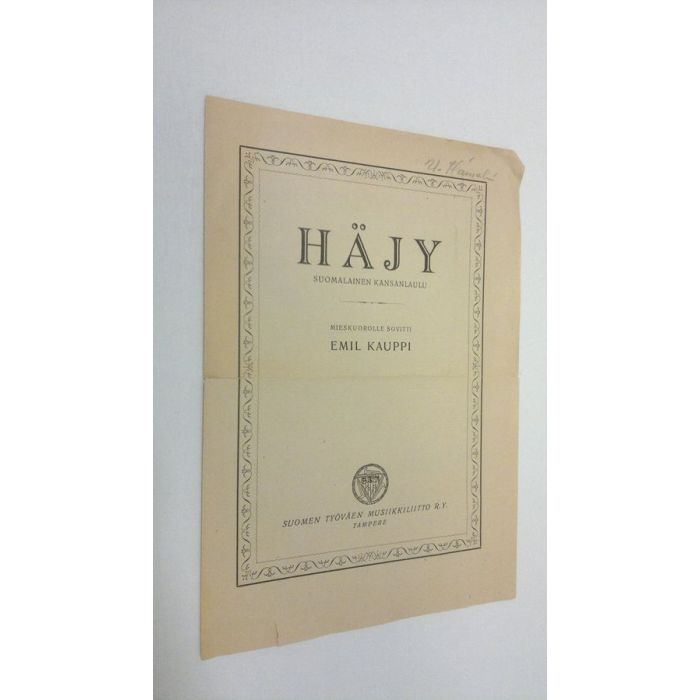 HÄJY
SUOMALAINEN KANSANLAULU
MIESKUOROLLE SOVITTI
EMIL KAUPPI
SUOMEN TYÖVÄEN MUSIIKKILIITTO R.Y.
TAMPERE